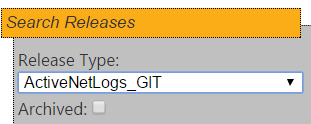 Search Releases
Release Type:
ActiveNetLogs_GIT
Archived: